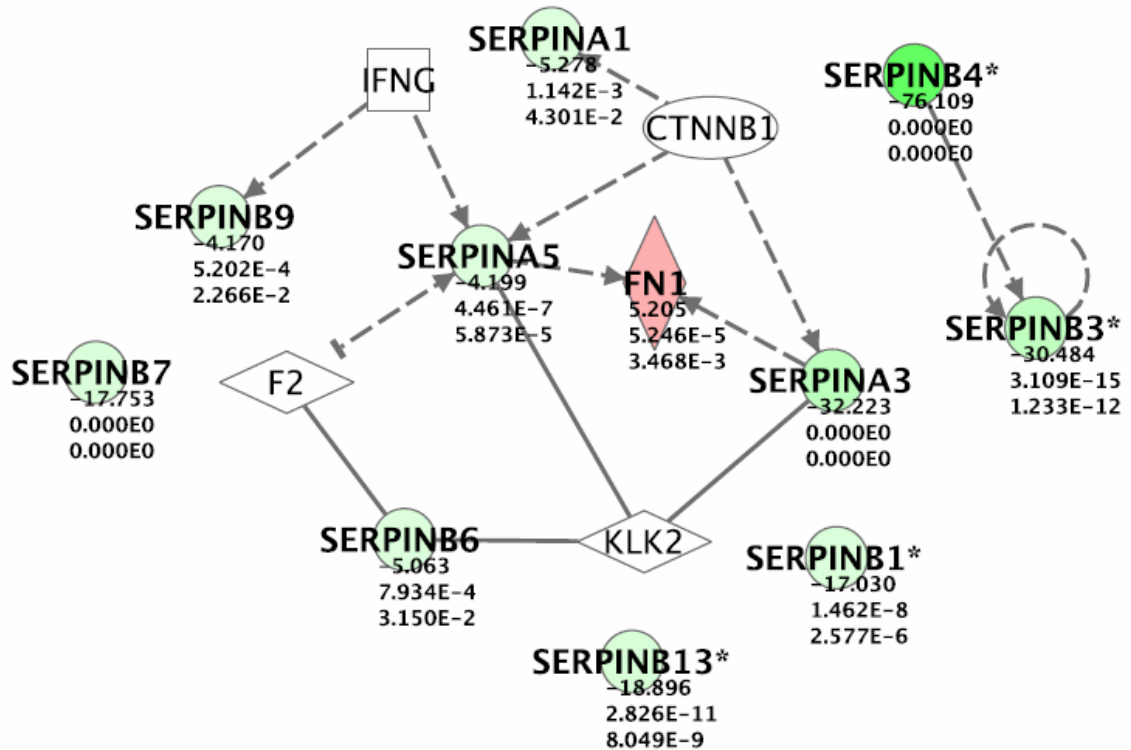 SERPINA1
-5.278
1.142E-3
4.301E-2
IFNG
SERPINB4*
-76.109
0.000E0
0.000E0
CTNNB1
SERPINB9
-4.170
5.202E-4
2.266E-2
SERPINA5
-4.199
4.461E-7
5.873E-5
FN1
5.205
5.246E-5
3.468E-3
SERPINB3*
-30.484
3.109E-15
1.233E-12
SERPINB7
-17.753
0.000E0
0.000E0
F2
SERPINA3
-32.223
0.000E0
0.000E0
SERPINB6
-5.063
7.934E-4
3.150E-2
KLK2
SERPINB1*
-17.030
1.462E-8
2.577E-6
SERPINB13*
-18.896
2.826E-11
8.049E-9